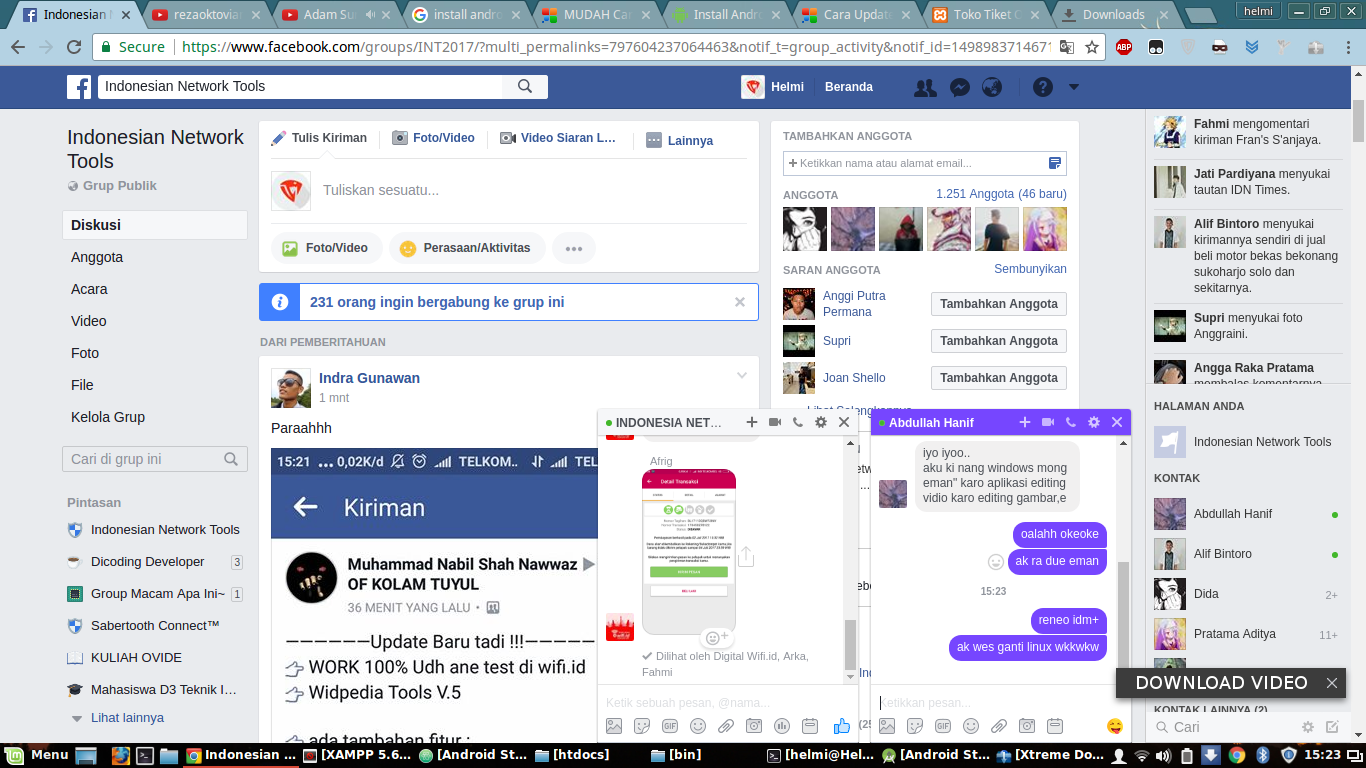 Indonesian
rezaoktovian
Adam Su
install andro
MUDAH Ca
Install Andr
Cara Update
Toko Tiket
Downloads
helmi
Secure
https://www.facebook.com/groups/INT2017/?multi_permalinks=797604237064463&notif_t=group_activity&notif_id=149898371467
ABP
Indonesian Network Tools
Helmi
Beranda
Indonesian Network
Tools
Grup Publik
Diskusi
Anggota
Acara
Video
Foto
File
Kelola Grup
Cari di grup ini
Pintasan
Indonesian Network Tools
Dicoding Developer 3
Group Macam Apa Ini~ 1
Sabertooth Connect™
KULIAH OVIDE
Mahasiswa D3 Teknik I…
Lihat lainnya
Tulis Kiriman
Foto/Video
Video Siaran L…
Lainnya
Tuliskan sesuatu...
Foto/Video
Perasaan/Aktivitas
231 orang ingin bergabung ke grup ini
DARI PEMBERITAHUAN
Indra Gunawan
1 mnt
Paraahhh
15:21 ... 0,02K/d TELKOM.. TEL
Kiriman
Muhammad Nabil Shah Nawwaz ▶
OF KOLAM TUYUL
36 MENIT YANG LALU •
——————Update Baru tadi !!!—————
👉 WORK 100% Udh ane test di wifi.id
👉 Widpedia Tools V.5
👉 ada tambahan fitur :
TAMBAHKAN ANGGOTA
+ Ketikkan nama atau alamat email...
ANGGOTA
1.251 Anggota (46 baru)
SARAN ANGGOTA
Sembunyikan
Anggi Putra
Permana
Tambahkan Anggota
Supri
Tambahkan Anggota
Joan Shello
Tambahkan Anggota
INDONESIA NET…
Afrig
Detail Transaksi
Dilihat oleh Digital Wifi.id, Arka,
Fahmi
Ketik sebuah pesan, @nama...
GIF
Abdullah Hanif
iyo iyoo..
aku ki nang windows mong
eman" karo aplikasi editing
vidio karo editing gambar,e
oalahh okeoke
ak ra due eman
15:23
reneo idm+
ak wes ganti linux wkkwkw
Ketikkan pesan...
GIF
Fahmi mengomentari
kiriman Fran's S'anjaya.
Jati Pardiyana menyukai
tautan IDN Times.
Alif Bintoro menyukai
kirimannya sendiri di jual
beli motor bekas bekonang
sukoharjo solo dan
sekitarnya.
Supri menyukai foto
Anggraini.
Angga Raka Pratama
membalas komentarnya
HALAMAN ANDA
Indonesian Network Tools
KONTAK
Abdullah Hanif
Alif Bintoro
Dida 2+
Pratama Aditya 11+
DOWNLOAD VIDEO
KONTAK LAINNYA (2)
Cari
Menu
Indonesian
[XAMPP 5.6...
[Android St...
[htdocs]
[bin]
[helmi@Hel...
[Android St...
[Xtreme Do...
15:23